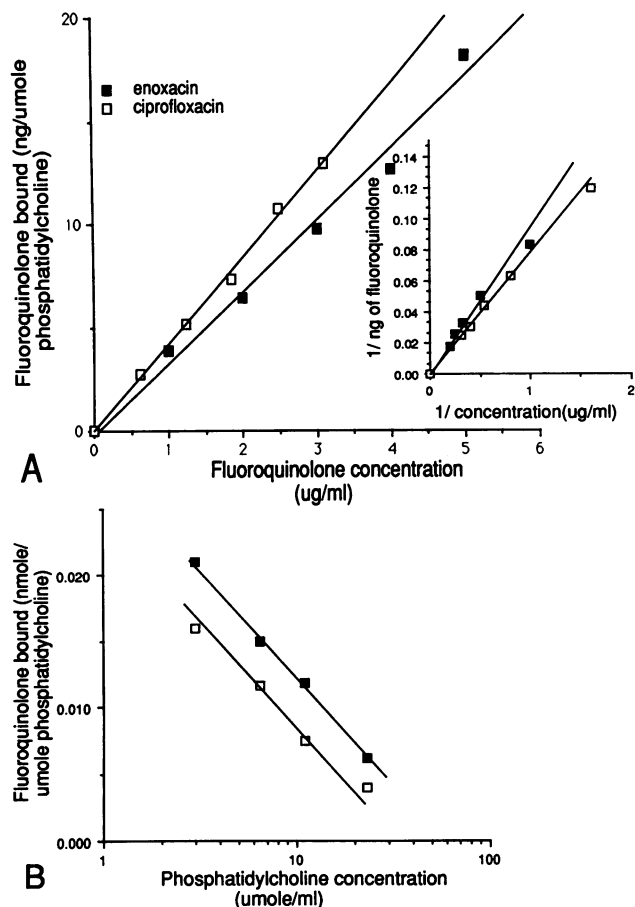 20
10
0
Fluoroquinolone bound (ng/umole
phosphatidylcholine)
enoxacin
ciprofloxacin
0 1 2 3 4 5 6
Fluoroquinolone concentration
(ug/ml)
A
0.14
0.12
0.10
0.08
0.06
0.04
0.02
0.00
1/ ng of fluoroquinolone
0 1 2
1/ concentration(ug/ml)
0.020
0.010
0.000
Fluoroquinolone bound (nmole/
umole phosphatidylcholine)
1 10 100
B
Phosphatidylcholine concentration
(umole/ml)